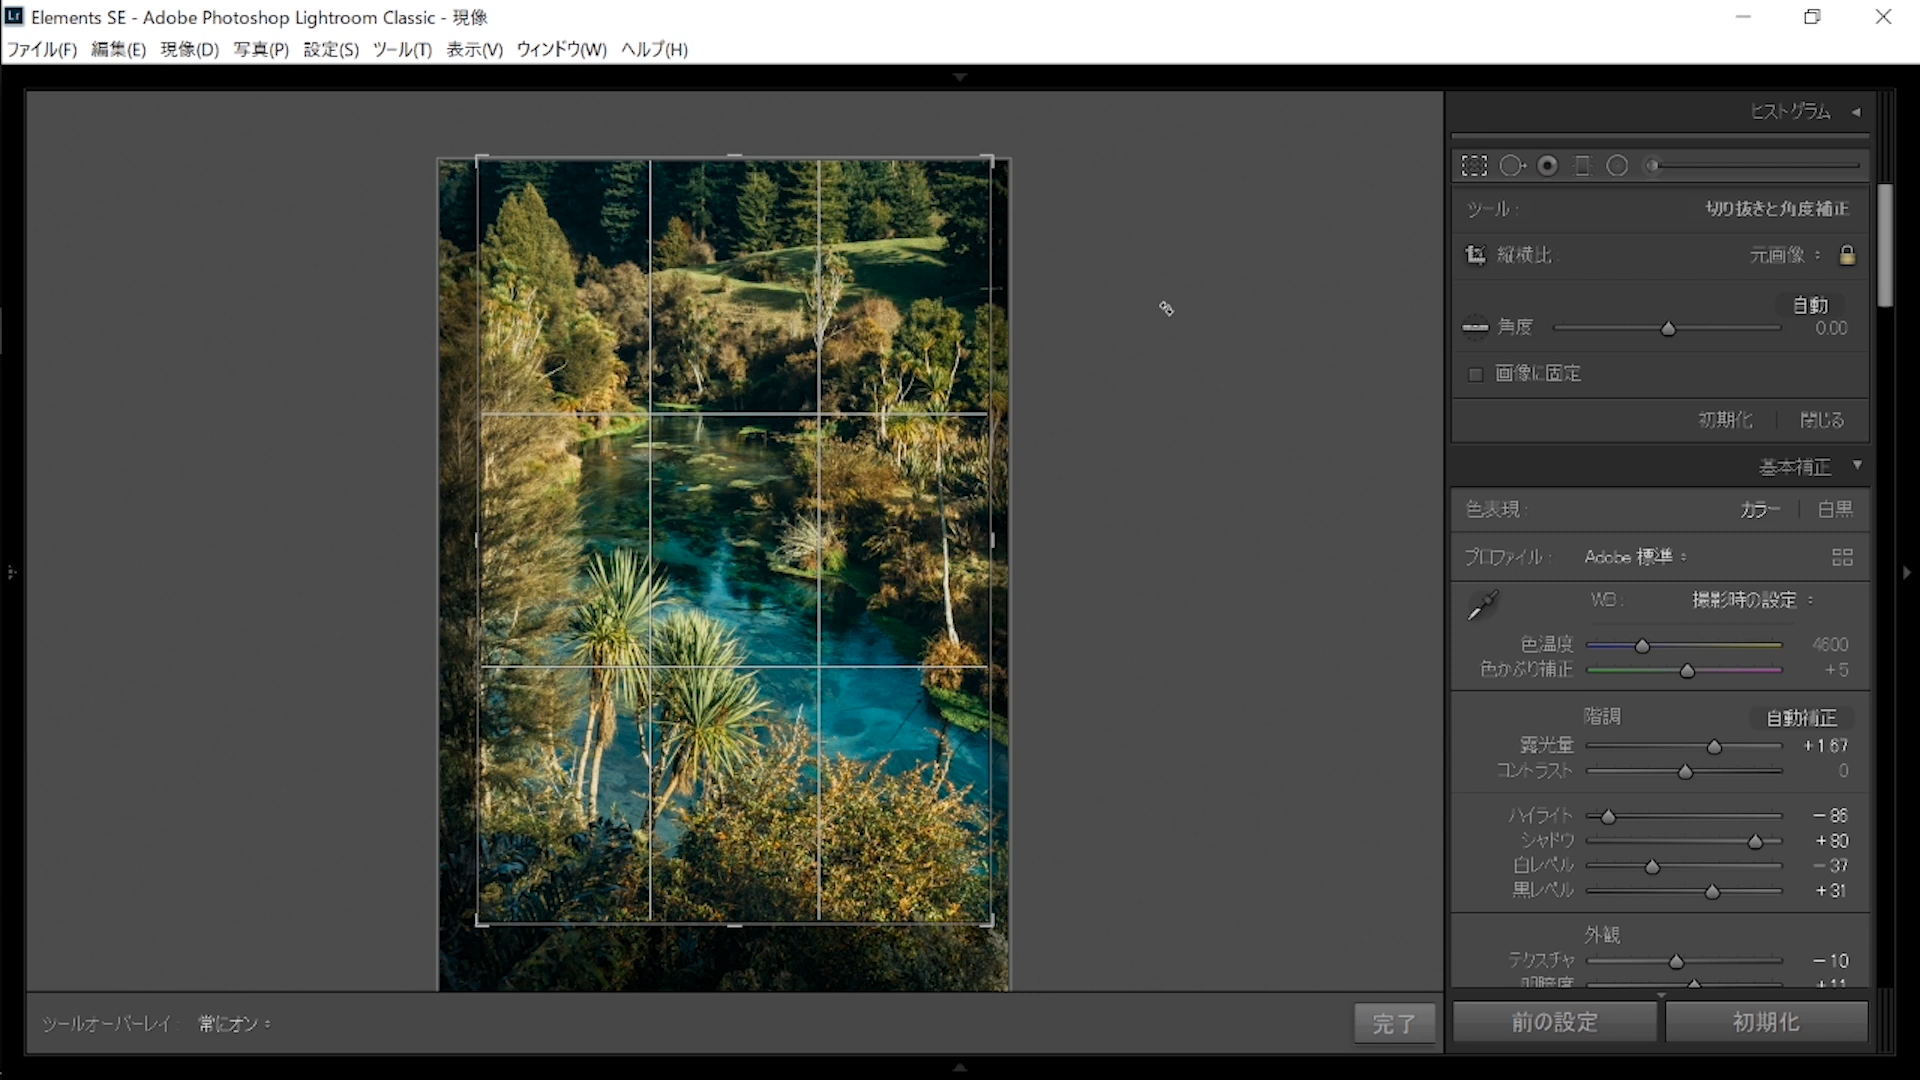 Elements SE - Adobe Photoshop Lightroom Classic - 現像
ファイル(F) 編集(E) 現像(D) 写真(P) 設定(S) ツール(T) 表示(V) ウィンドウ(W) ヘルプ(H)
ヒストグラム
ツール : 切り抜きと角度補正
縦横比 : 元画像
自動
角度 0.00
画像に固定
初期化 閉じる
基本補正
色表現 : カラー 白黒
プロファイル : Adobe 標準
WB : 撮影時の設定
色温度 4600
色かぶり補正 + 5
階調 自動補正
露光量 + 1.67
コントラスト 0
ハイライト − 86
シャドウ
白レベル − 37
黒レベル + 31
外観
テクスチャ − 10
明瞭度 + 11
ツールオーバーレイ : 常にオン
完了 前の設定 初期化